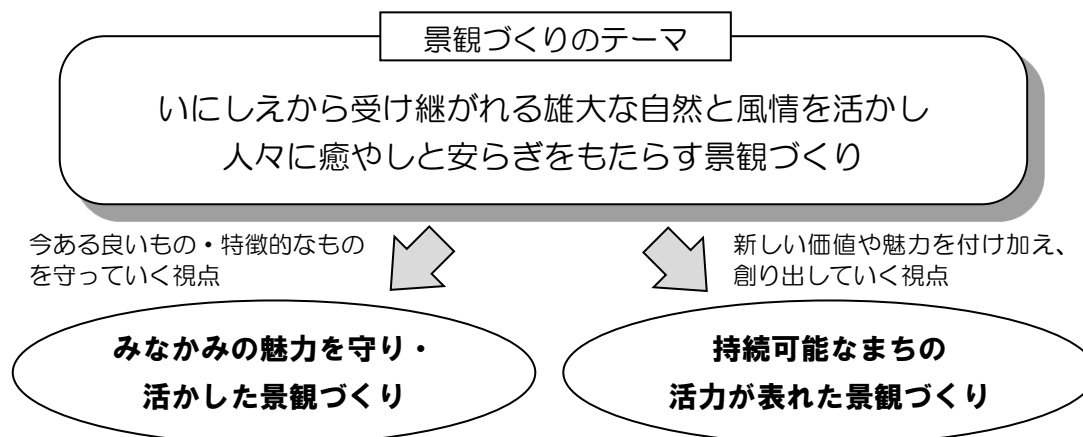 景観づくりのテーマ
いにしえから受け継がれる雄大な自然と風情を活かし
人々に癒やしと安らぎをもたらす景観づくり
今ある良いもの・特徴的なもの
を守っていく視点
新しい価値や魅力を付け加え、
創り出していく視点
みなかみの魅力を守り・
活かした景観づくり
持続可能なまちの
活力が表れた景観づくり